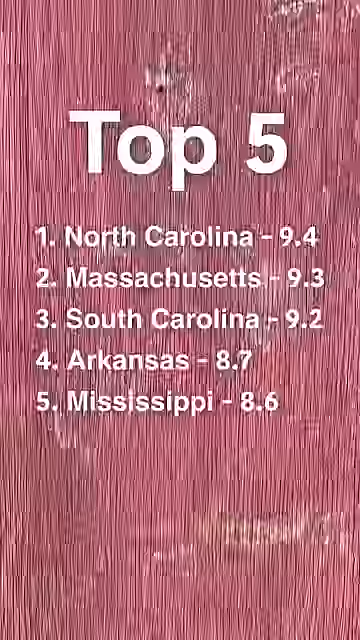 Top 5
1. North Carolina - 9.4
2. Massachusetts - 9.3
3. South Carolina - 9.2
4. Arkansas - 8.7
5. Mississippi - 8.6